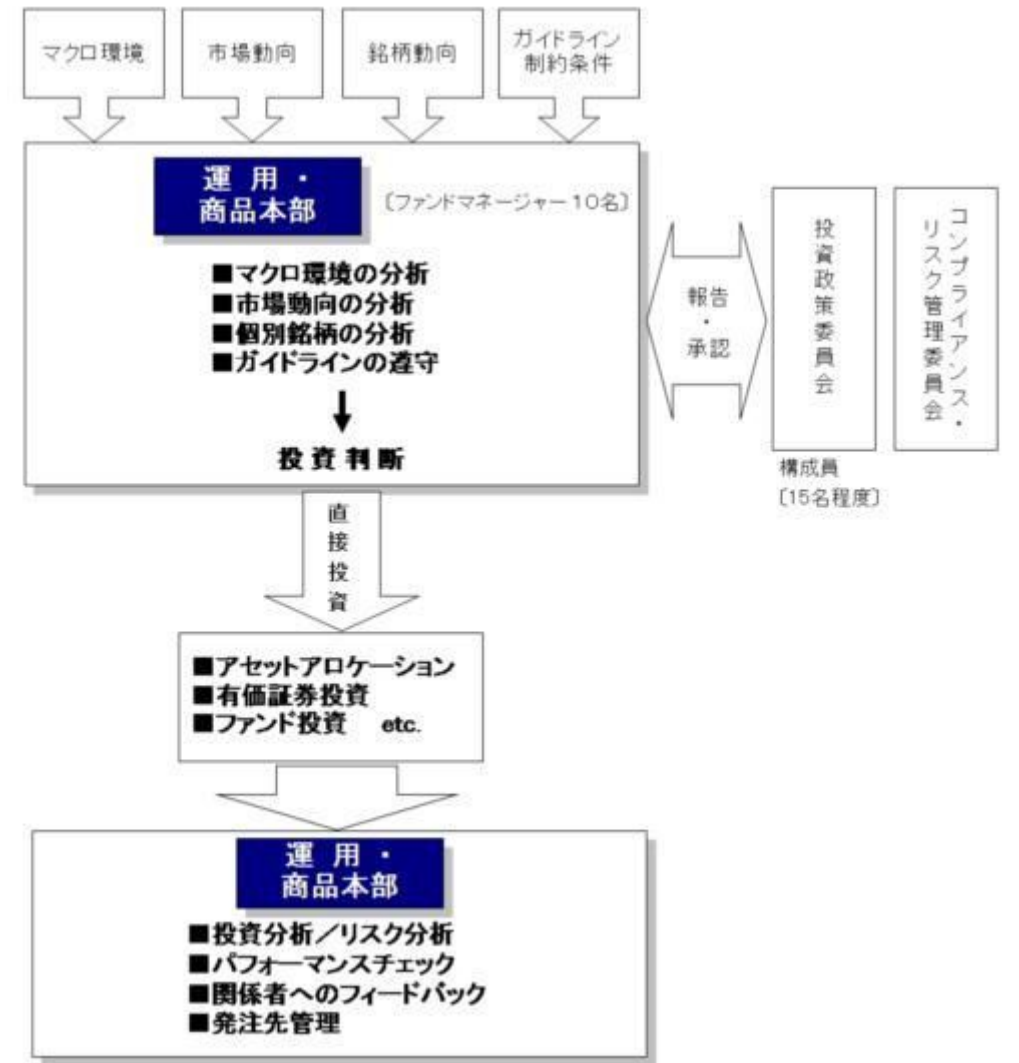 マクロ環境
市場動向
銘柄動向
ガイドライン
制約条件
運 用 ・
商品本部
〔ファンドマネージャー10名〕
■マクロ環境の分析
■市場動向の分析
■個別銘柄の分析
■ガイドラインの遵守
投資判断
報告
・
承認
投資政策委員会
コンプライアンス・
リスク管理委員会
構成員
〔15名程度〕
直接投資
■アセットアロケーション
■有価証券投資
■ファンド投資 etc.
運 用 ・
商品本部
■投資分析／リスク分析
■パフォーマンスチェック
■関係者へのフィードバック
■発注先管理